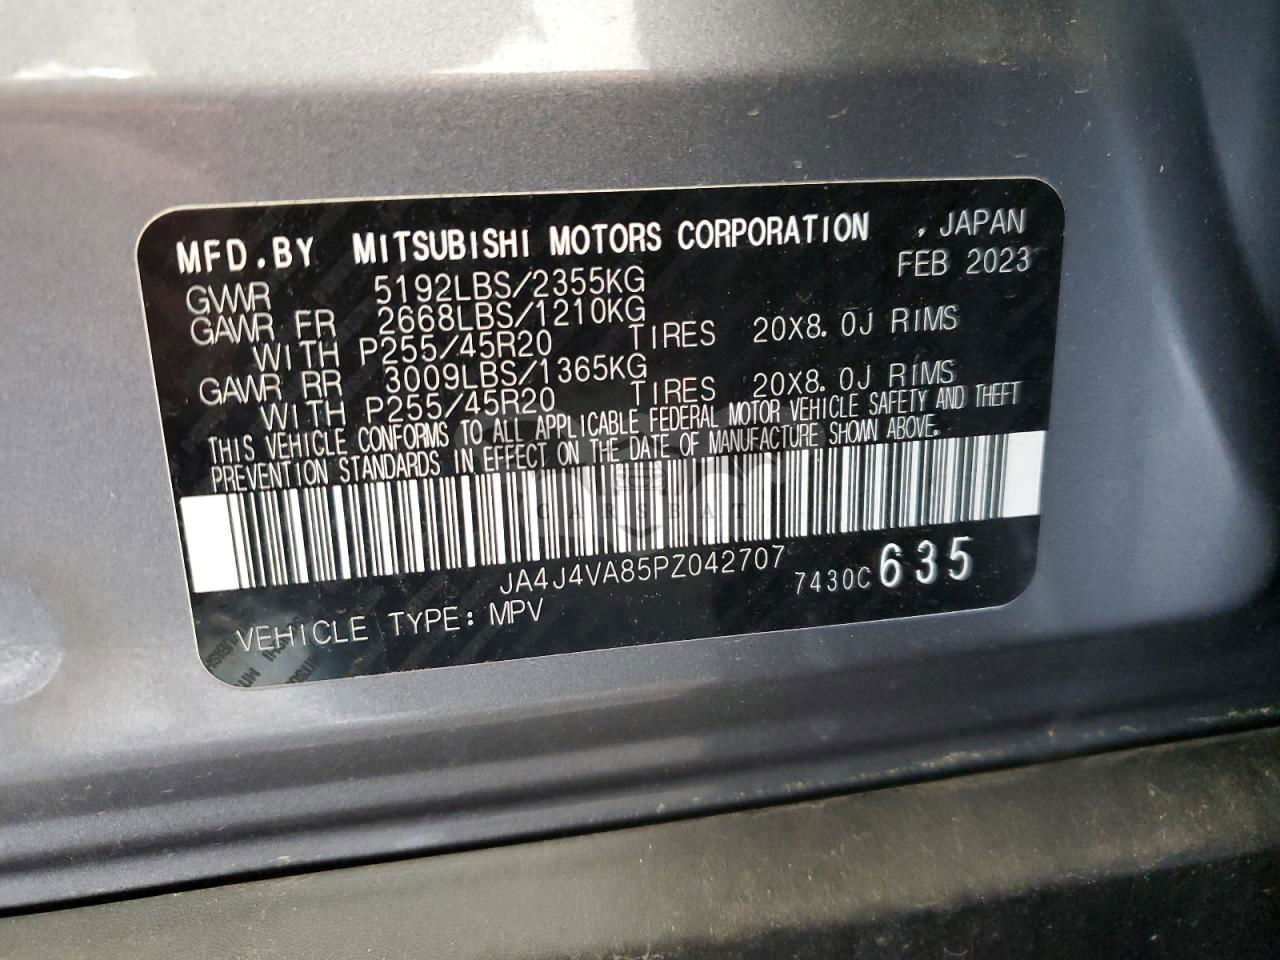 MFD.BY MITSUBISHI MOTORS CORPORATION , JAPAN
FEB 2023
GVWR 5192LBS/2355KG
GAWR FR 2668LBS/1210KG
WITH P255/45R20 TIRES 20X8.0J RIMS
GAWR RR 3009LBS/1365KG
WITH P255/45R20 TIRES 20X8.0J RIMS
THIS VEHICLE CONFORMS TO ALL APPLICABLE FEDERAL MOTOR VEHICLE SAFETY AND THEFT
PREVENTION STANDARDS IN EFFECT ON THE DATE OF MANUFACTURE SHOWN ABOVE.
CARSBAT
JA4J4VA85PZ042707
7430C 635
VEHICLE TYPE: MPV